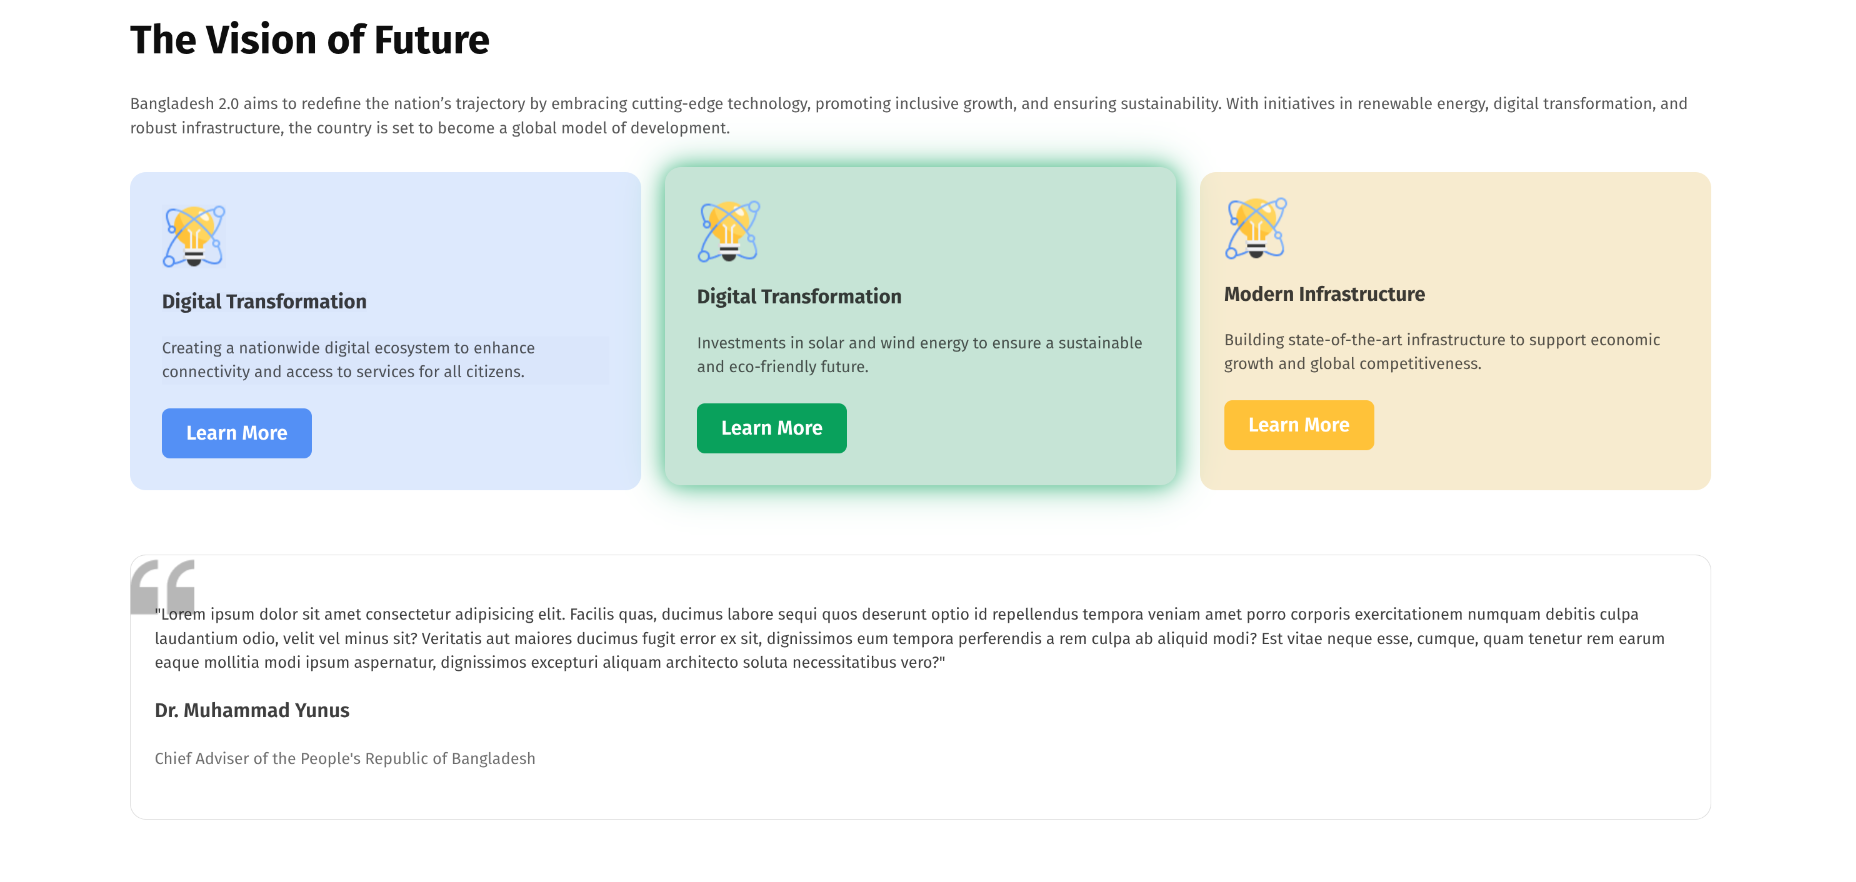 The Vision of Future
Bangladesh 2.0 aims to redefine the nation’s trajectory by embracing cutting-edge technology, promoting inclusive growth, and ensuring sustainability. With initiatives in renewable energy, digital transformation, and
robust infrastructure, the country is set to become a global model of development.
Digital Transformation
Creating a nationwide digital ecosystem to enhance
connectivity and access to services for all citizens.
Learn More
Digital Transformation
Investments in solar and wind energy to ensure a sustainable
and eco-friendly future.
Learn More
Modern Infrastructure
Building state-of-the-art infrastructure to support economic
growth and global competitiveness.
Learn More
"Lorem ipsum dolor sit amet consectetur adipisicing elit. Facilis quas, ducimus labore sequi quos deserunt optio id repellendus tempora veniam amet porro corporis exercitationem numquam debitis culpa
laudantium odio, velit vel minus sit? Veritatis aut maiores ducimus fugit error ex sit, dignissimos eum tempora perferendis a rem culpa ab aliquid modi? Est vitae neque esse, cumque, quam tenetur rem earum
eaque mollitia modi ipsum aspernatur, dignissimos excepturi aliquam architecto soluta necessitatibus vero?"
Dr. Muhammad Yunus
Chief Adviser of the People's Republic of Bangladesh